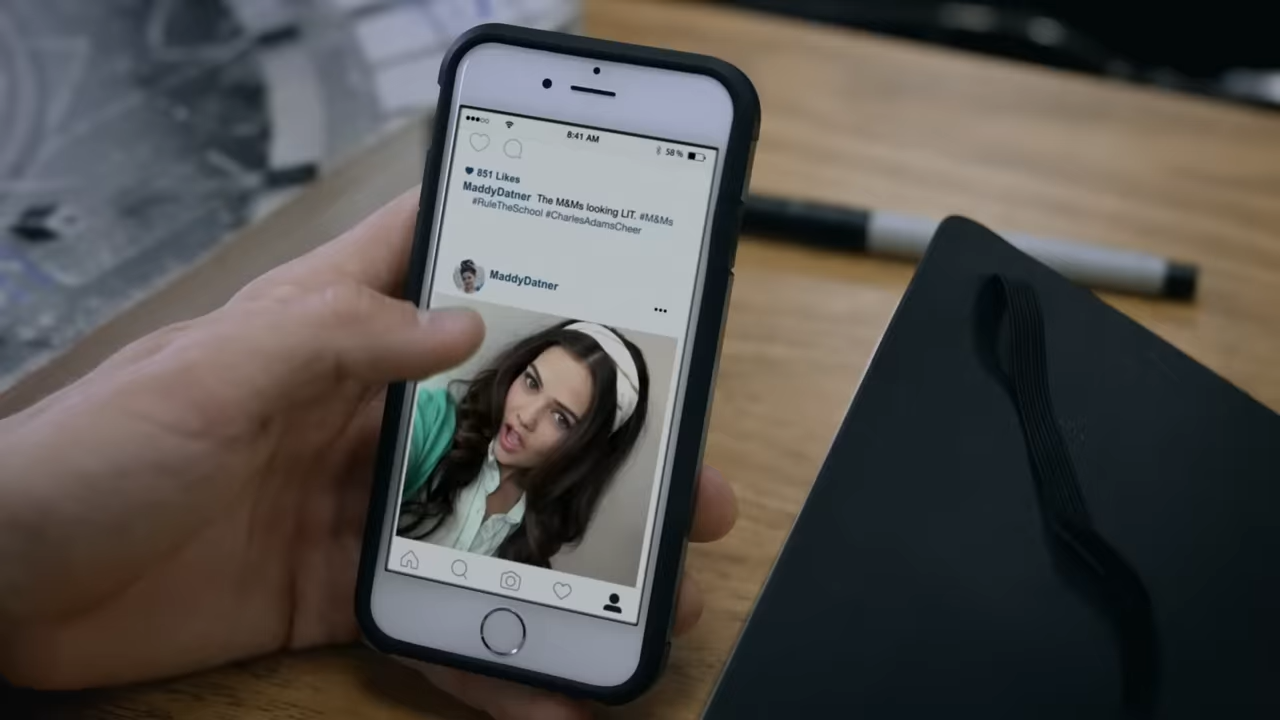 8:41 AM
58 %
851 Likes
MaddyDatner The M&Ms looking LIT. #M&Ms
#RuleTheSchool #CharlesAdamsCheer
MaddyDatner